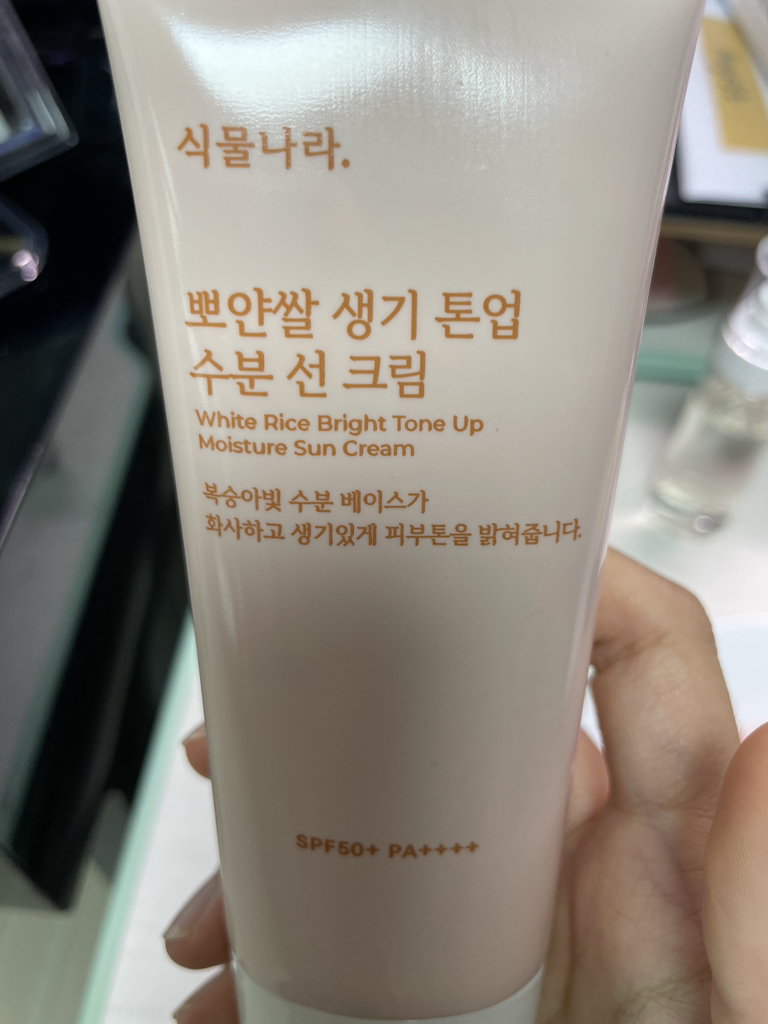 식물나라.
뽀얀쌀 생기 톤업
수분 선 크림
White Rice Bright Tone Up
Moisture Sun Cream
복숭아빛 수분 베이스가
화사하고 생기있게 피부톤을 밝혀줍니다.
SPF50+ PA++++